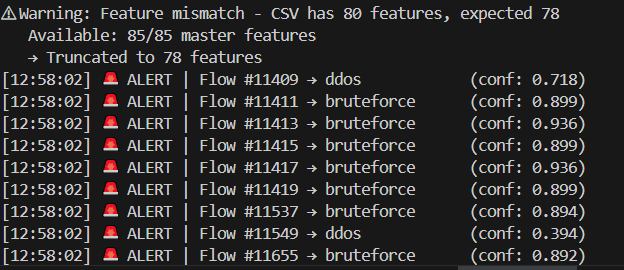 ⚠Warning: Feature mismatch - CSV has 80 features, expected 78
Available: 85/85 master features
→ Truncated to 78 features
[12:58:02] 🚨 ALERT | Flow #11409 → ddos (conf: 0.718)
[12:58:02] 🚨 ALERT | Flow #11411 → bruteforce (conf: 0.899)
[12:58:02] 🚨 ALERT | Flow #11413 → bruteforce (conf: 0.936)
[12:58:02] 🚨 ALERT | Flow #11415 → bruteforce (conf: 0.899)
[12:58:02] 🚨 ALERT | Flow #11417 → bruteforce (conf: 0.936)
[12:58:02] 🚨 ALERT | Flow #11419 → bruteforce (conf: 0.899)
[12:58:02] 🚨 ALERT | Flow #11537 → bruteforce (conf: 0.894)
[12:58:02] 🚨 ALERT | Flow #11549 → ddos (conf: 0.394)
[12:58:02] 🚨 ALERT | Flow #11655 → bruteforce (conf: 0.892)